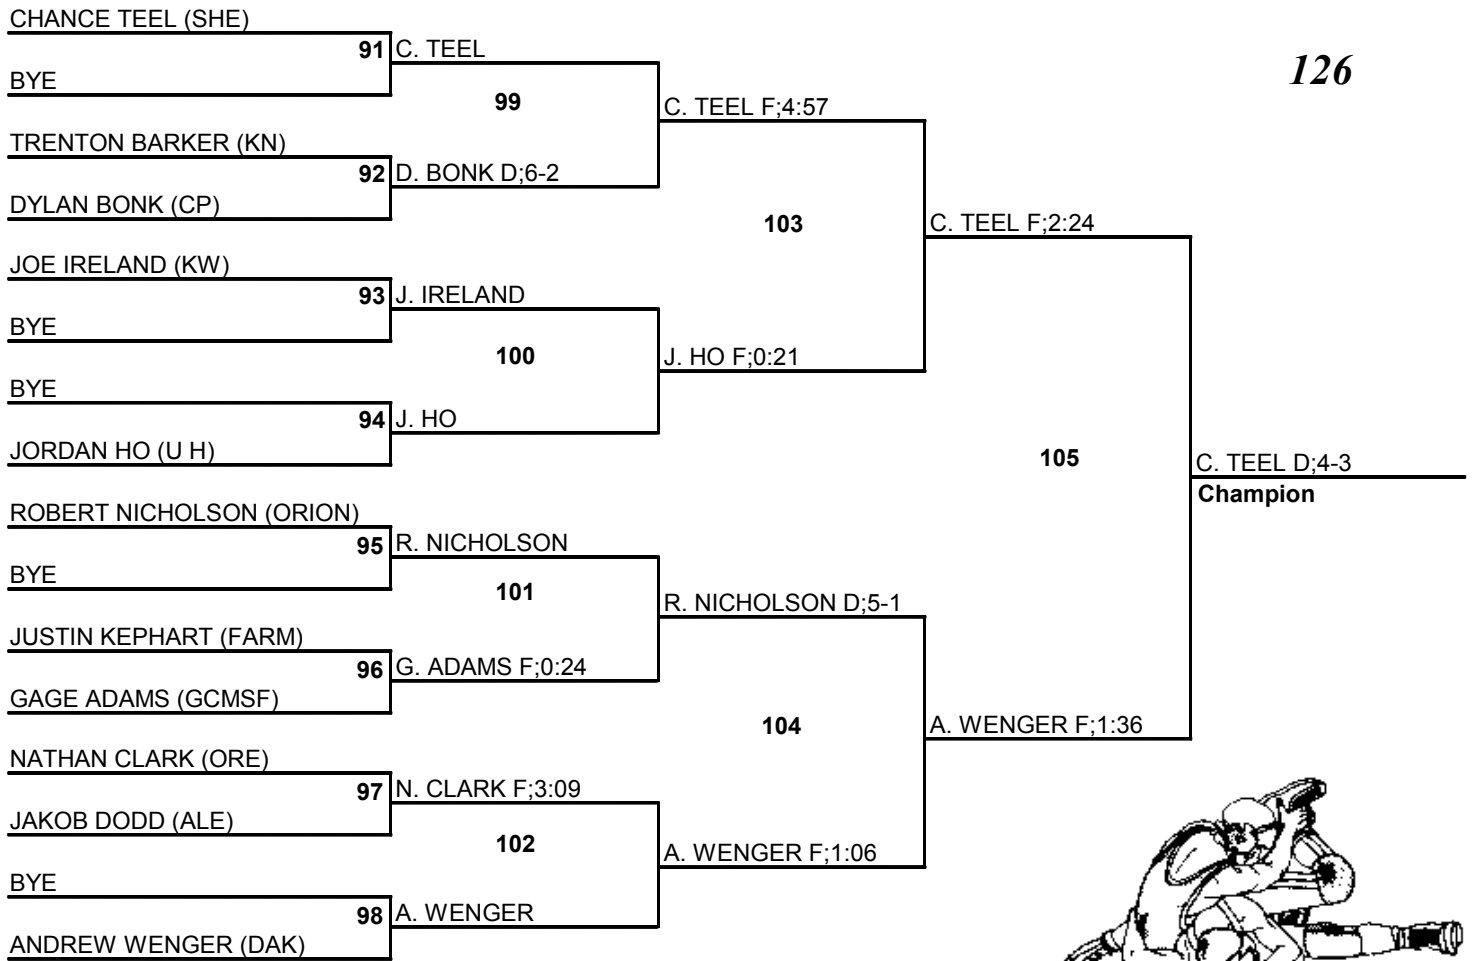 CHANCE TEEL (SHE)
91 C. TEEL
126
BYE
99
C. TEEL F;4:57
TRENTON BARKER (KN)
92 D. BONK D;6-2
DYLAN BONK (CP)
103
C. TEEL F;2:24
JOE IRELAND (KW)
93 J. IRELAND
BYE
100
J. HO F;0:21
BYE
94 J. HO
JORDAN HO (U H)
105
C. TEEL D;4-3
Champion
ROBERT NICHOLSON (ORION)
95 R. NICHOLSON
BYE
101
R. NICHOLSON D;5-1
JUSTIN KEPHART (FARM)
96 G. ADAMS F;0:24
GAGE ADAMS (GCMSF)
104
A. WENGER F;1:36
NATHAN CLARK (ORE)
97 N. CLARK F;3:09
JAKOB DODD (ALE)
102
A. WENGER F;1:06
BYE
98 A. WENGER
ANDREW WENGER (DAK)